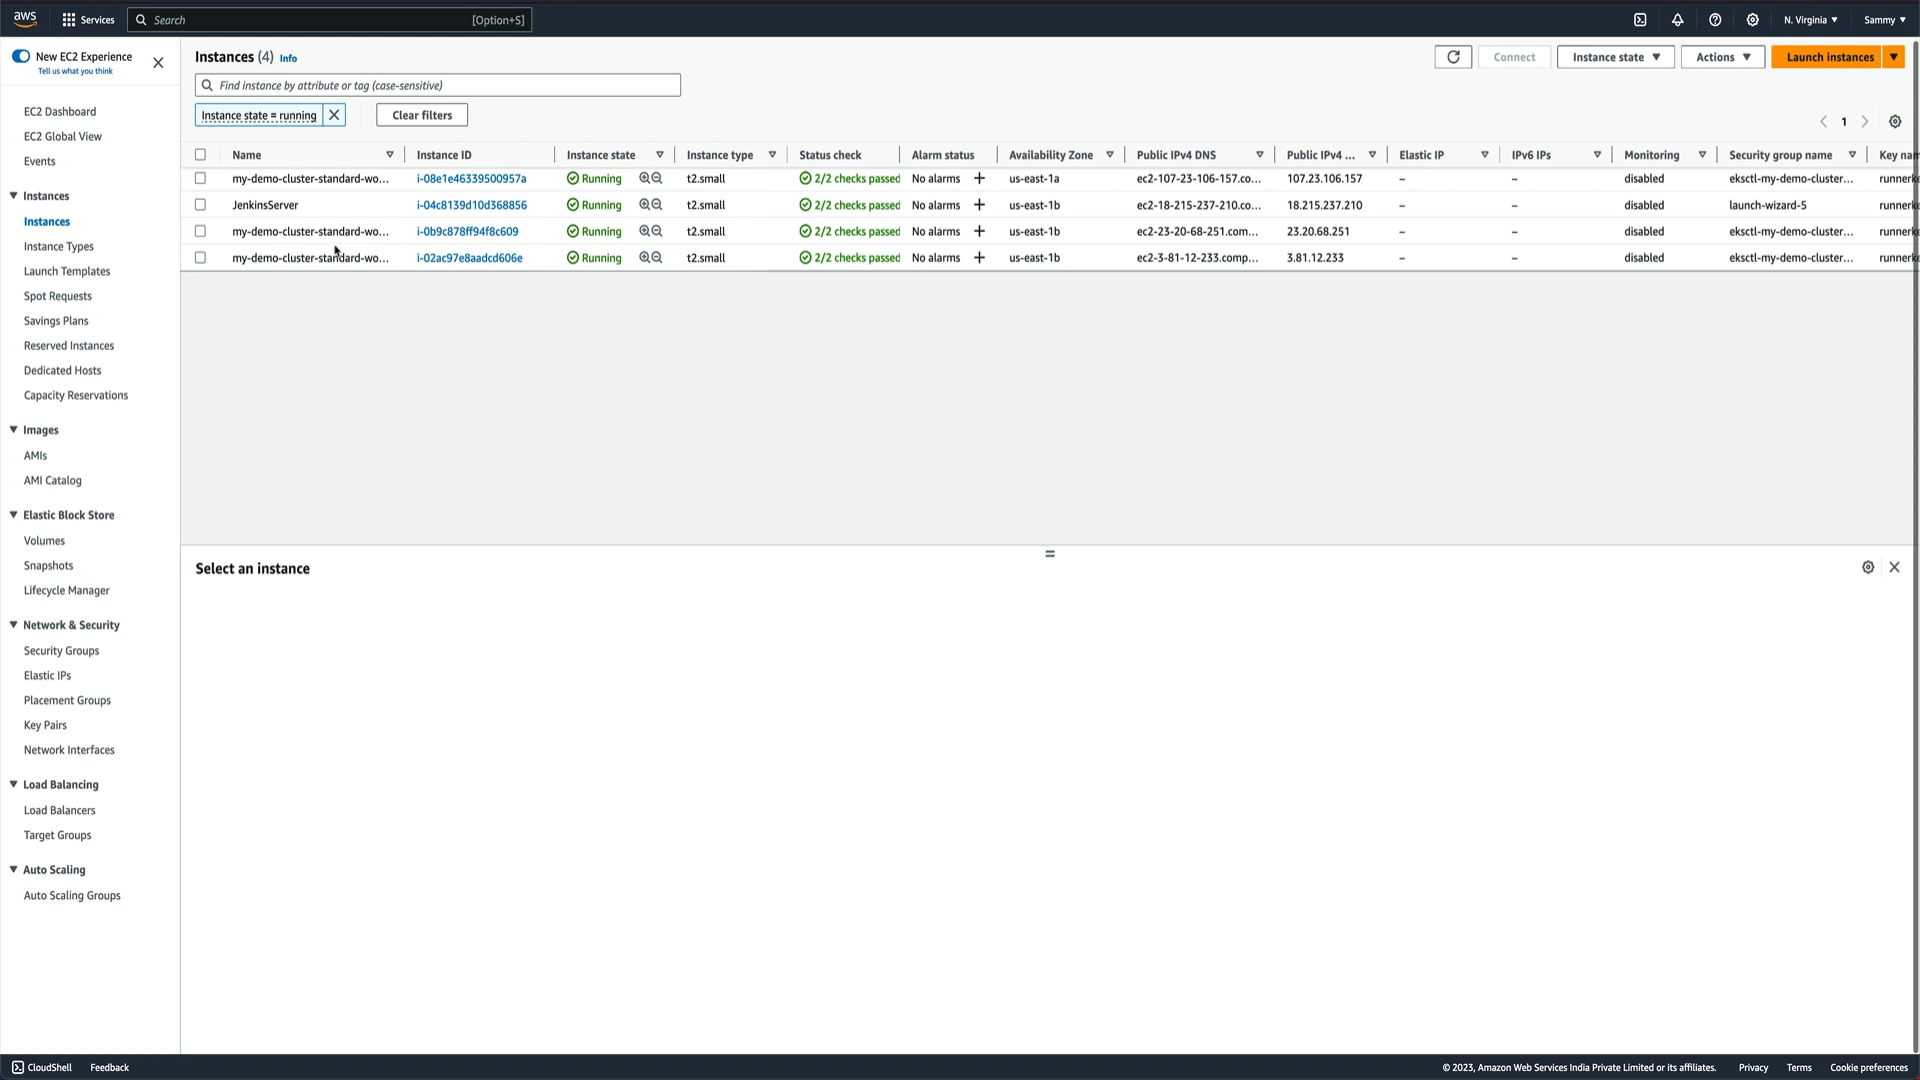 aws Services Search [Option+S] N. Virginia Sammy
New EC2 Experience
Tell us what you think
EC2 Dashboard
EC2 Global View
Events
Instances
Instances
Instance Types
Launch Templates
Spot Requests
Savings Plans
Reserved Instances
Dedicated Hosts
Capacity Reservations
Images
AMIs
AMI Catalog
Elastic Block Store
Volumes
Snapshots
Lifecycle Manager
Network & Security
Security Groups
Elastic IPs
Placement Groups
Key Pairs
Network Interfaces
Load Balancing
Load Balancers
Target Groups
Auto Scaling
Auto Scaling Groups
Instances (4) Info Connect Instance state Actions Launch instances
Find instance by attribute or tag (case-sensitive)
Instance state = running Clear filters 1
Name Instance ID Instance state Instance type Status check Alarm status Availability Zone Public IPv4 DNS Public IPv4 ... Elastic IP IPv6 IPs Monitoring Security group name Key nam
my-demo-cluster-standard-wo... i-08e1e46339500957a Running t2.small 2/2 checks passed No alarms + us-east-1a ec2-107-23-106-157.co... 107.23.106.157 – – disabled eksctl-my-demo-cluster... runnerke
JenkinsServer i-04c8139d10d368856 Running t2.small 2/2 checks passed No alarms + us-east-1b ec2-18-215-237-210.co... 18.215.237.210 – – disabled launch-wizard-5 runnerke
my-demo-cluster-standard-wo... i-0b9c878ff94f8c609 Running t2.small 2/2 checks passed No alarms + us-east-1b ec2-23-20-68-251.com... 23.20.68.251 – – disabled eksctl-my-demo-cluster... runnerke
my-demo-cluster-standard-wo... i-02ac97e8aadcd606e Running t2.small 2/2 checks passed No alarms + us-east-1b ec2-3-81-12-233.comp... 3.81.12.233 – – disabled eksctl-my-demo-cluster... runnerke
Select an instance
CloudShell Feedback © 2023, Amazon Web Services India Private Limited or its affiliates. Privacy Terms Cookie preferences